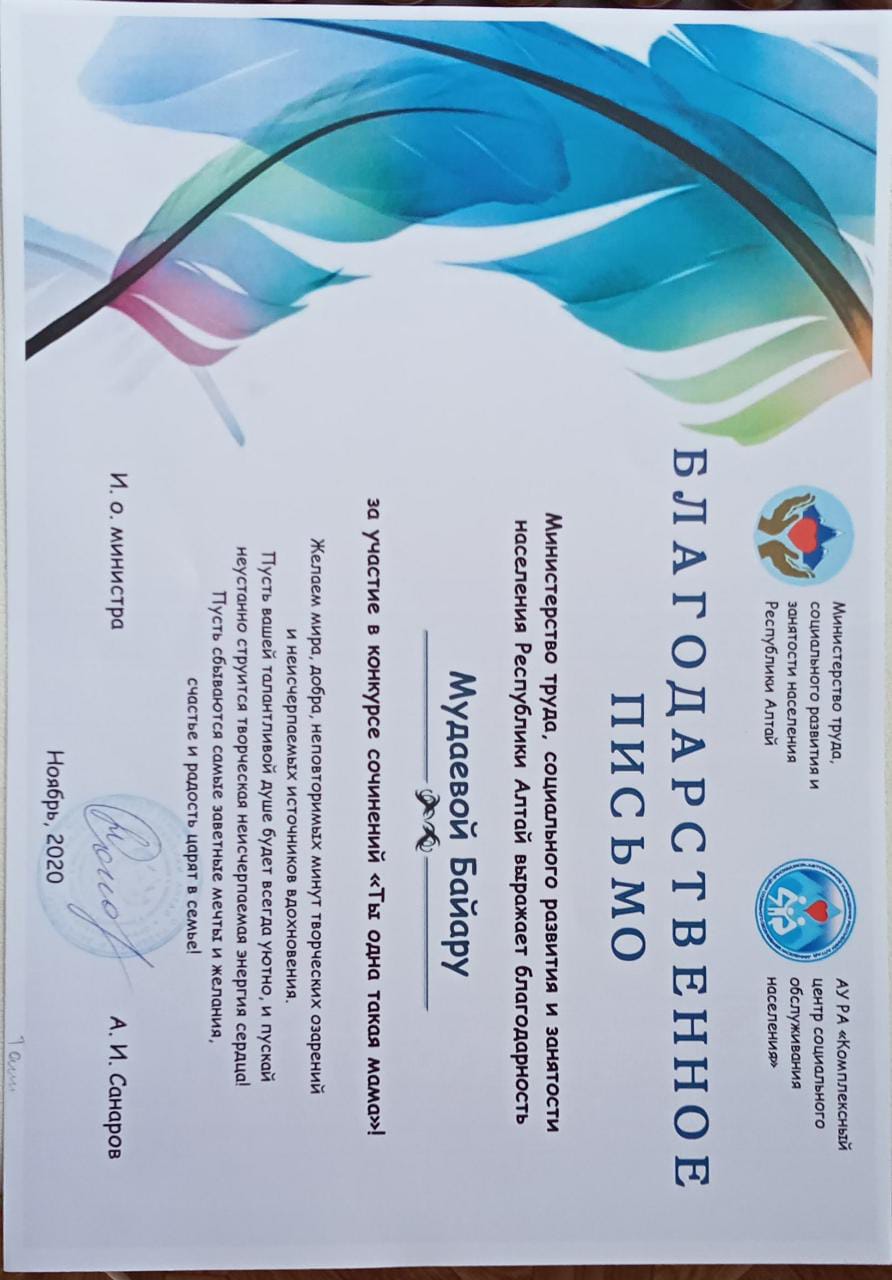 Министерство труда,
социального развития и
занятости населения
Республики Алтай
АУ РА «Комплексный
центр социального
обслуживания
населения»
БЛАГОДАРСТВЕННОЕ
ПИСЬМО
Министерство труда, социального развития и занятости
населения Республики Алтай выражает благодарность
Мудаевой Байару
за участие в конкурсе сочинений «Ты одна такая мама»!
Желаем мира, добра, неповторимых минут творческих озарений
и неисчерпаемых источников вдохновения.
Пусть вашей талантливой душе будет всегда уютно, и пускай
неустанно струится творческая неисчерпаемая энергия сердца!
Пусть сбываются самые заветные мечты и желания,
счастье и радость царят в семье!
И. о. министра
А. И. Санаров
Ноябрь, 2020